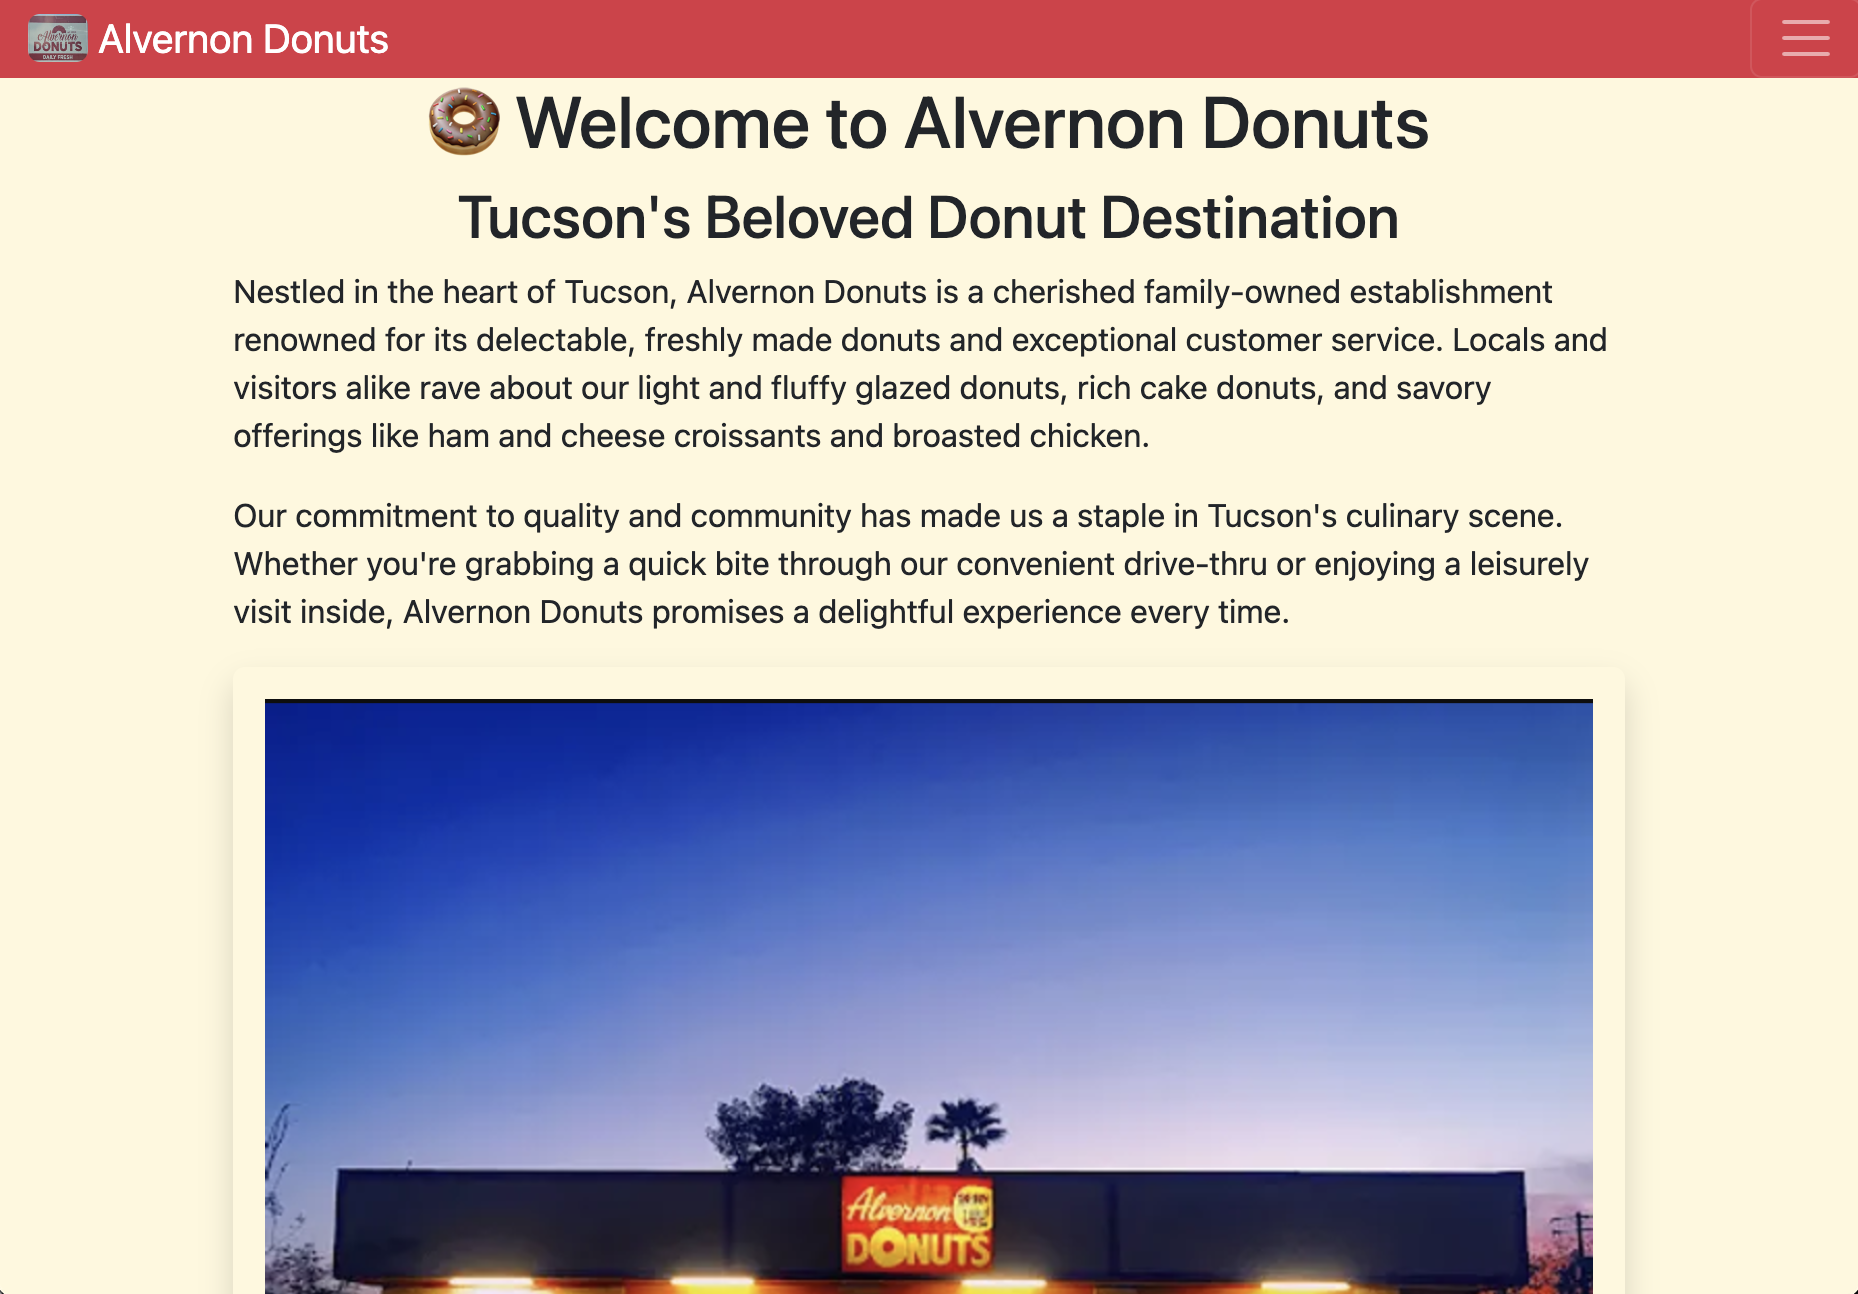 Alvernon
DONUTS
DAILY FRESH
Alvernon Donuts
Welcome to Alvernon Donuts
Tucson's Beloved Donut Destination
Nestled in the heart of Tucson, Alvernon Donuts is a cherished family-owned establishment
renowned for its delectable, freshly made donuts and exceptional customer service. Locals and
visitors alike rave about our light and fluffy glazed donuts, rich cake donuts, and savory
offerings like ham and cheese croissants and broasted chicken.
Our commitment to quality and community has made us a staple in Tucson's culinary scene.
Whether you're grabbing a quick bite through our convenient drive-thru or enjoying a leisurely
visit inside, Alvernon Donuts promises a delightful experience every time.
Alvernon
DONUTS